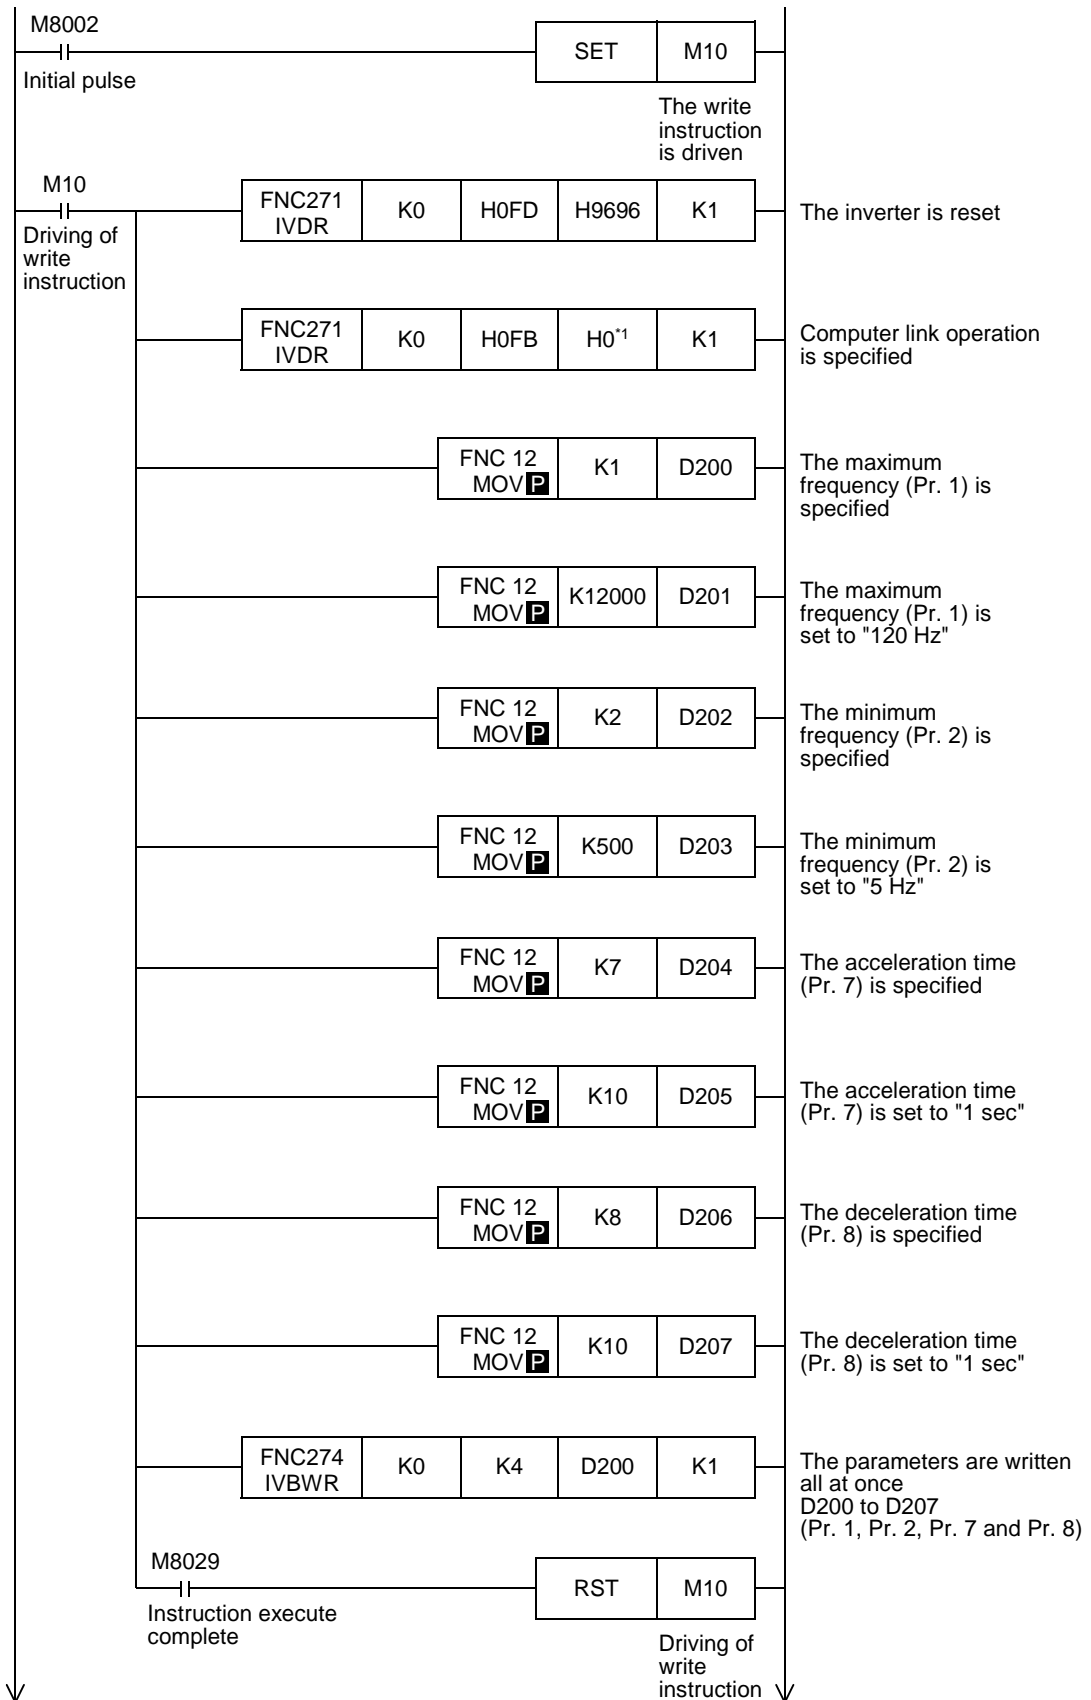 M8002
SET M10
Initial pulse
The write
instruction
is driven
M10
FNC271
IVDR K0 H0FD H9696 K1
The inverter is reset
Driving of
write
instruction
FNC271
IVDR K0 H0FB H0*1 K1
Computer link operation
is specified
FNC 12
MOV P K1 D200
The maximum
frequency (Pr. 1) is
specified
FNC 12
MOV P K12000 D201
The maximum
frequency (Pr. 1) is
set to "120 Hz"
FNC 12
MOV P K2 D202
The minimum
frequency (Pr. 2) is
specified
FNC 12
MOV P K500 D203
The minimum
frequency (Pr. 2) is
set to "5 Hz"
FNC 12
MOV P K7 D204
The acceleration time
(Pr. 7) is specified
FNC 12
MOV P K10 D205
The acceleration time
(Pr. 7) is set to "1 sec"
FNC 12
MOV P K8 D206
The deceleration time
(Pr. 8) is specified
FNC 12
MOV P K10 D207
The deceleration time
(Pr. 8) is set to "1 sec"
FNC274
IVBWR K0 K4 D200 K1
The parameters are written
all at once
D200 to D207
(Pr. 1, Pr. 2, Pr. 7 and Pr. 8)
M8029
RST M10
Instruction execute
complete
Driving of
write
instruction